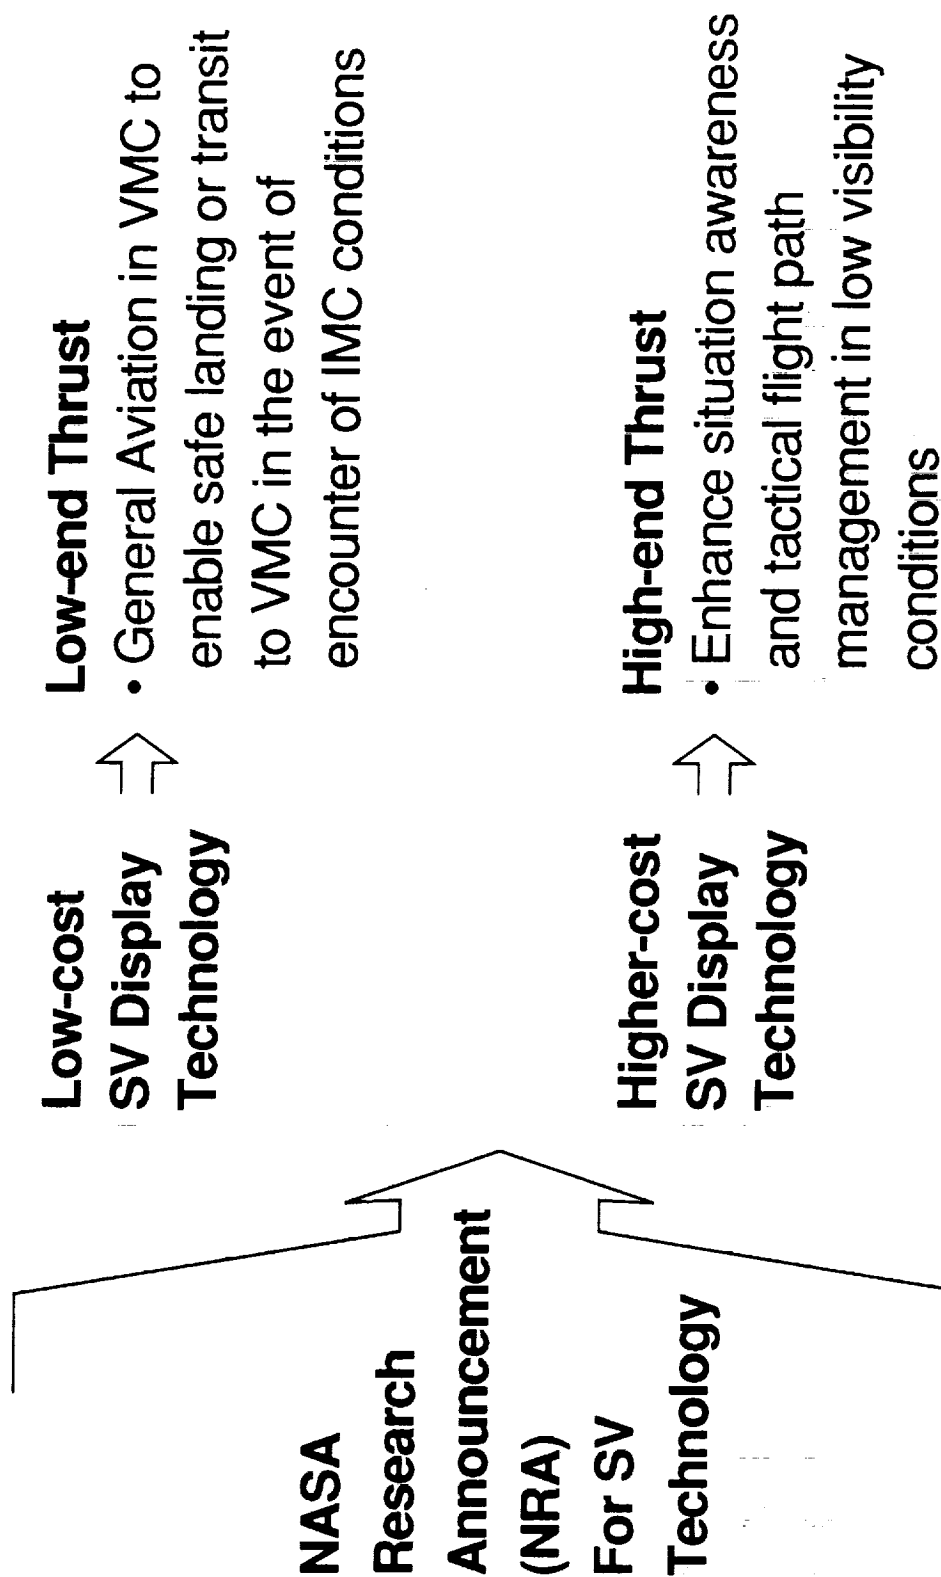 NASA
Research
Announcement
(NRA)
For SV
Technology
Low-cost
SV Display
Technology
Low-end Thrust
• General Aviation in VMC to
enable safe landing or transit
to VMC in the event of
encounter of IMC conditions
Higher-cost
SV Display
Technology
High-end Thrust
• Enhance situation awareness
and tactical flight path
management in low visibility
conditions